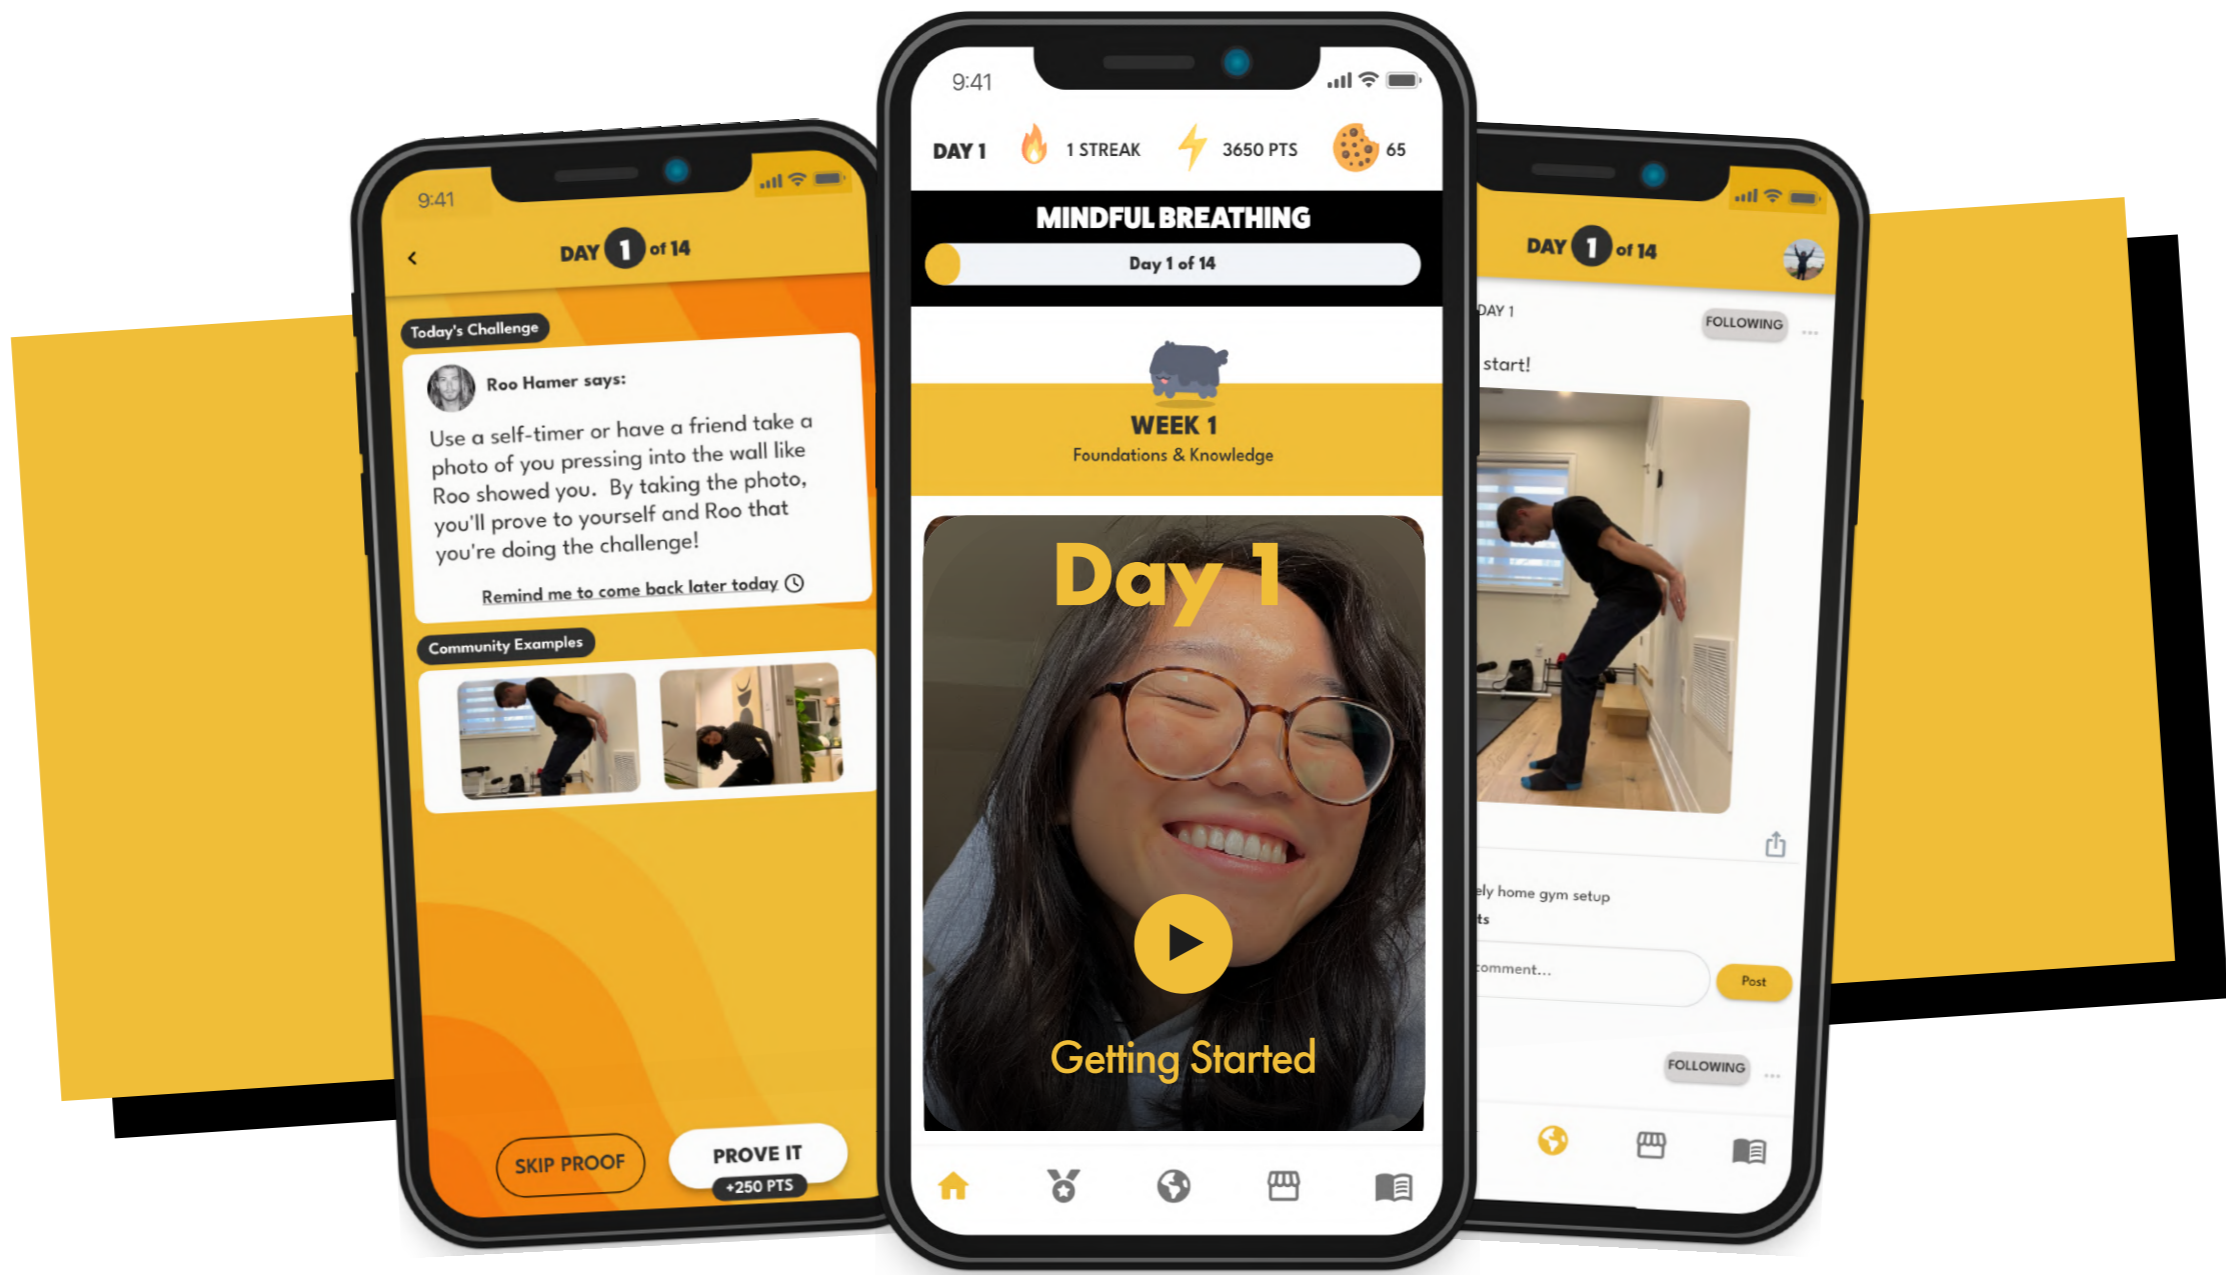 9:41
DAY 1 of 14
Today's Challenge
Roo Hamer says:
Use a self-timer or have a friend take a
photo of you pressing into the wall like
Roo showed you. By taking the photo,
you'll prove to yourself and Roo that
you're doing the challenge!
Remind me to come back later today
Community Examples
SKIP PROOF
PROVE IT
+250 PTS
9:41
DAY 1
1 STREAK
3650 PTS
65
MINDFUL BREATHING
Day 1 of 14
WEEK 1
Foundations & Knowledge
Day 1
Getting Started
DAY 1 of 14
DAY 1
FOLLOWING
start!
home gym setup
comment...
Post
FOLLOWING